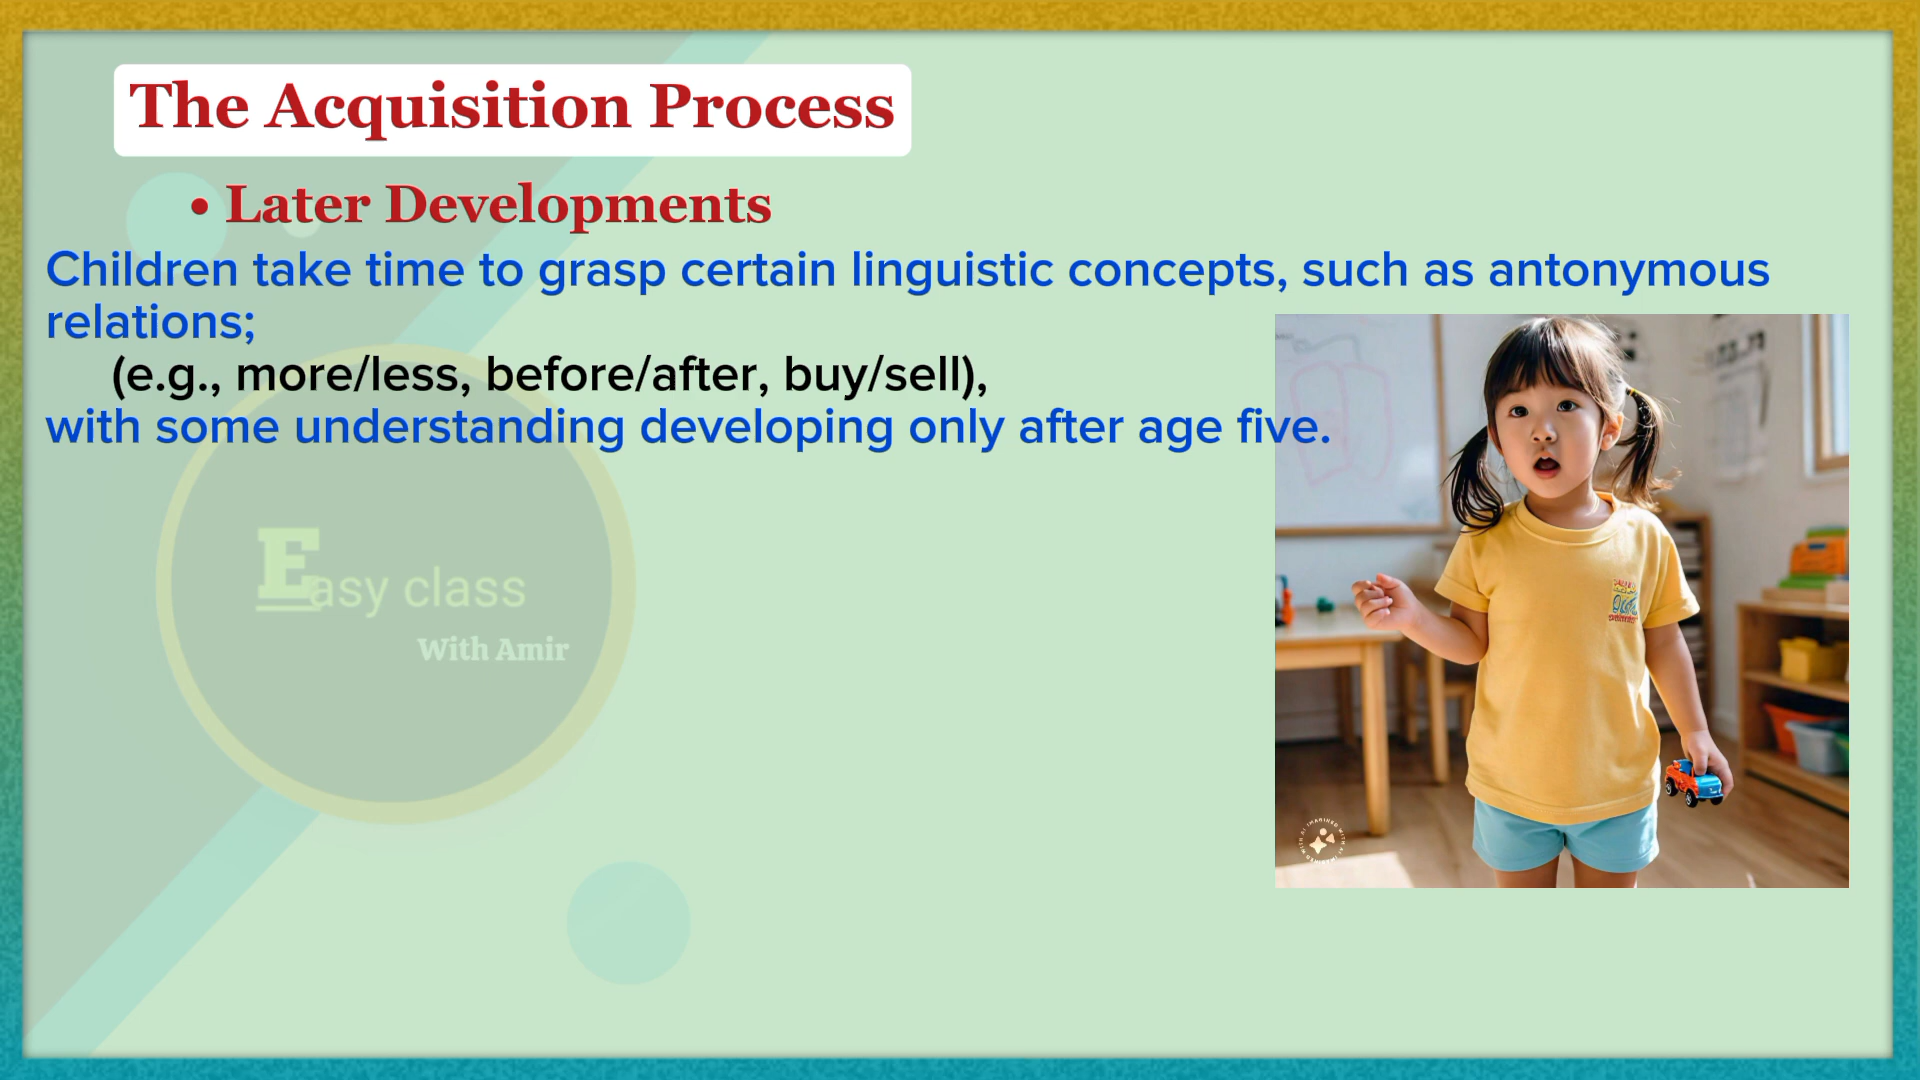 The Acquisition Process
• Later Developments
Children take time to grasp certain linguistic concepts, such as antonymous
relations;
(e.g., more/less, before/after, buy/sell),
with some understanding developing only after age five.
Easy class
With Amir